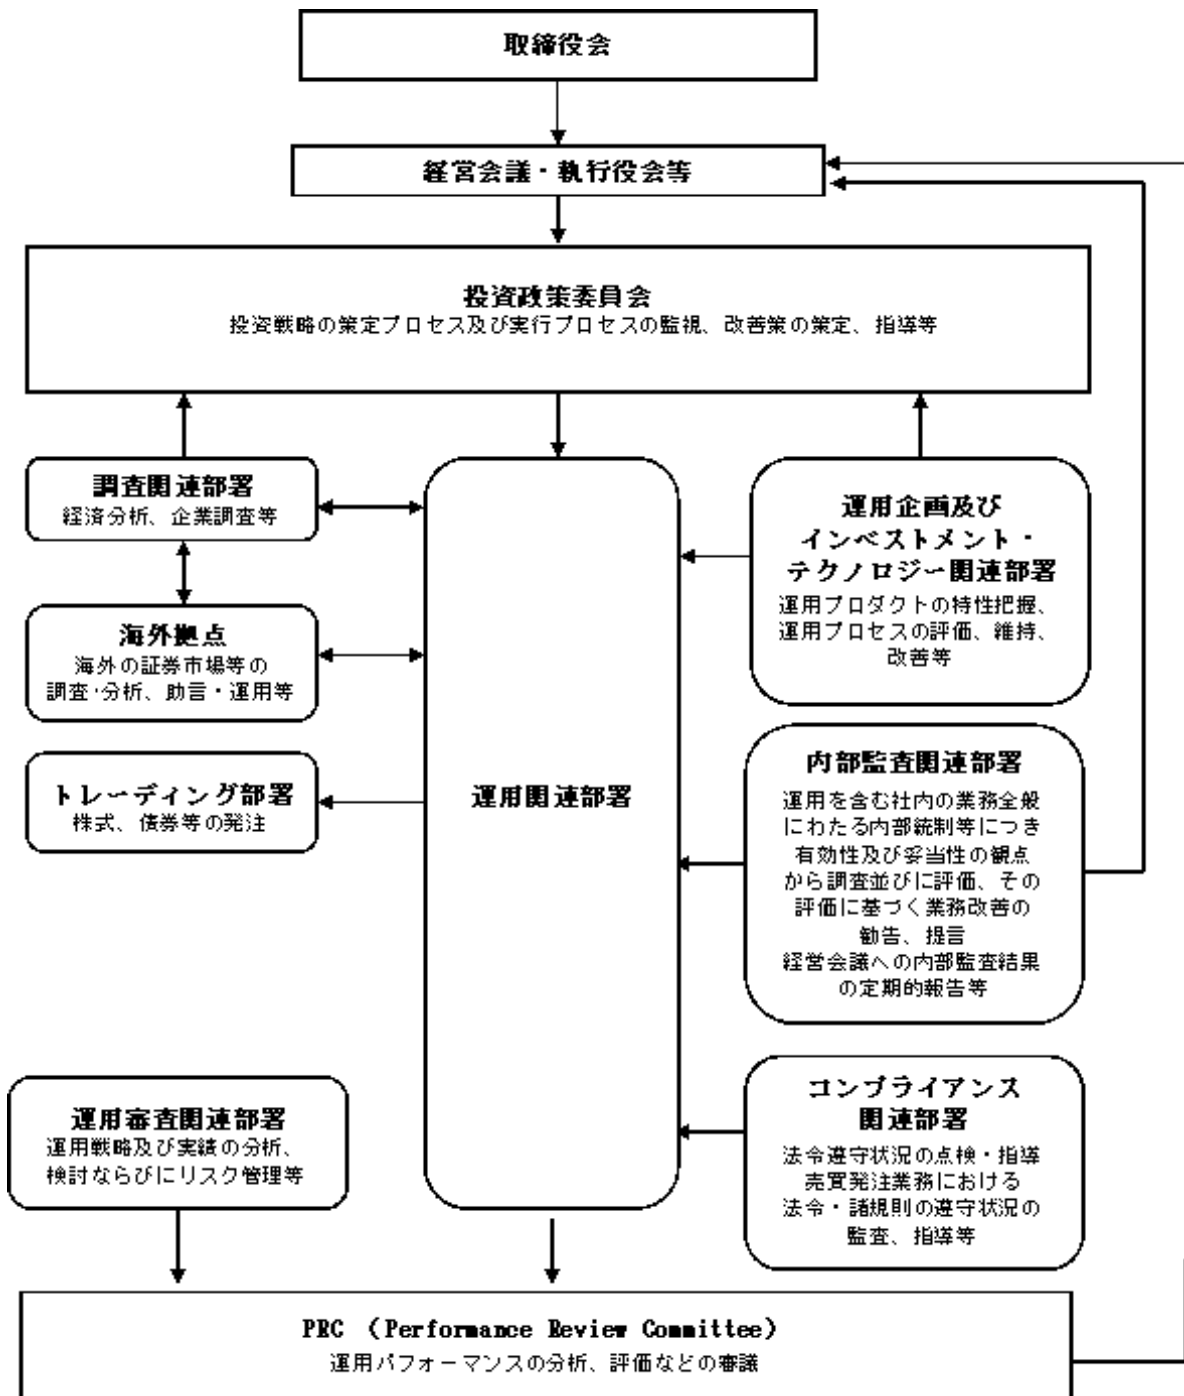 取締役会
経営会議・執行役会等
投資政策委員会
投資戦略の策定プロセス及び実行プロセスの監視、改善策の策定、指導等
調査関連部署
経済分析、企業調査等
海外拠点
海外の証券市場等の
調査・分析、助言・運用等
トレーディング部署
株式、債券等の発注
運用関連部署
運用企画及び
インベストメント・
テクノロジー関連部署
運用プロダクトの特性把握、
運用プロセスの評価、維持、
改善等
内部監査関連部署
運用を含む社内の業務全般
にわたる内部統制等につき
有効性及び妥当性の観点
から調査並びに評価、その
評価に基づく業務改善の
勧告、提言
経営会議への内部監査結果
の定期的報告等
コンプライアンス
関連部署
法令遵守状況の点検・指導
売買発注業務における
法令・諸規則の遵守状況の
監査、指導等
運用審査関連部署
運用戦略及び実績の分析、
検討ならびにリスク管理等
PRC （Performance Review Committee）
運用パフォーマンスの分析、評価などの審議